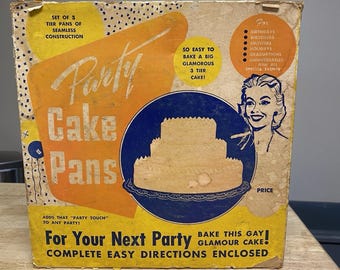 SET OF 3
TIER PANS OF
SEAMLESS
CONSTRUCTION
SO EASY TO
BAKE A BIG
GLAMOROUS
3 TIER
CAKE!
For
BIRTHDAYS
WEDDINGS
SHOWERS
HOLIDAYS
GRADUATIONS
ANNIVERSARIES
Party
Cake
Pans
PRICE
ADDS THAT "PARTY TOUCH"
TO ANY PARTY!
For Your Next Party
BAKE THIS GAY
GLAMOUR CAKE!
COMPLETE EASY DIRECTIONS ENCLOSED